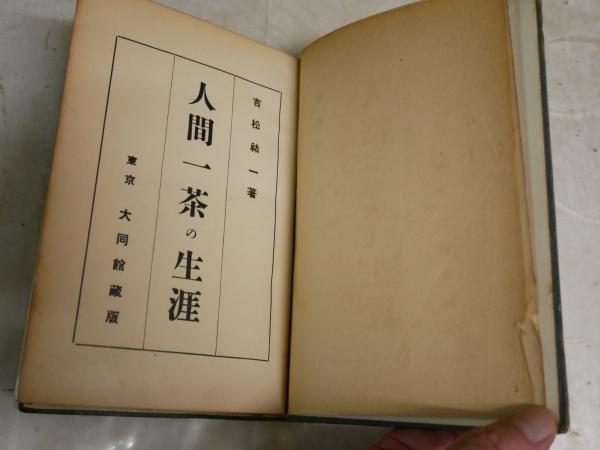 吉松祐一著
人間一茶の生涯
東京 大同館蔵版